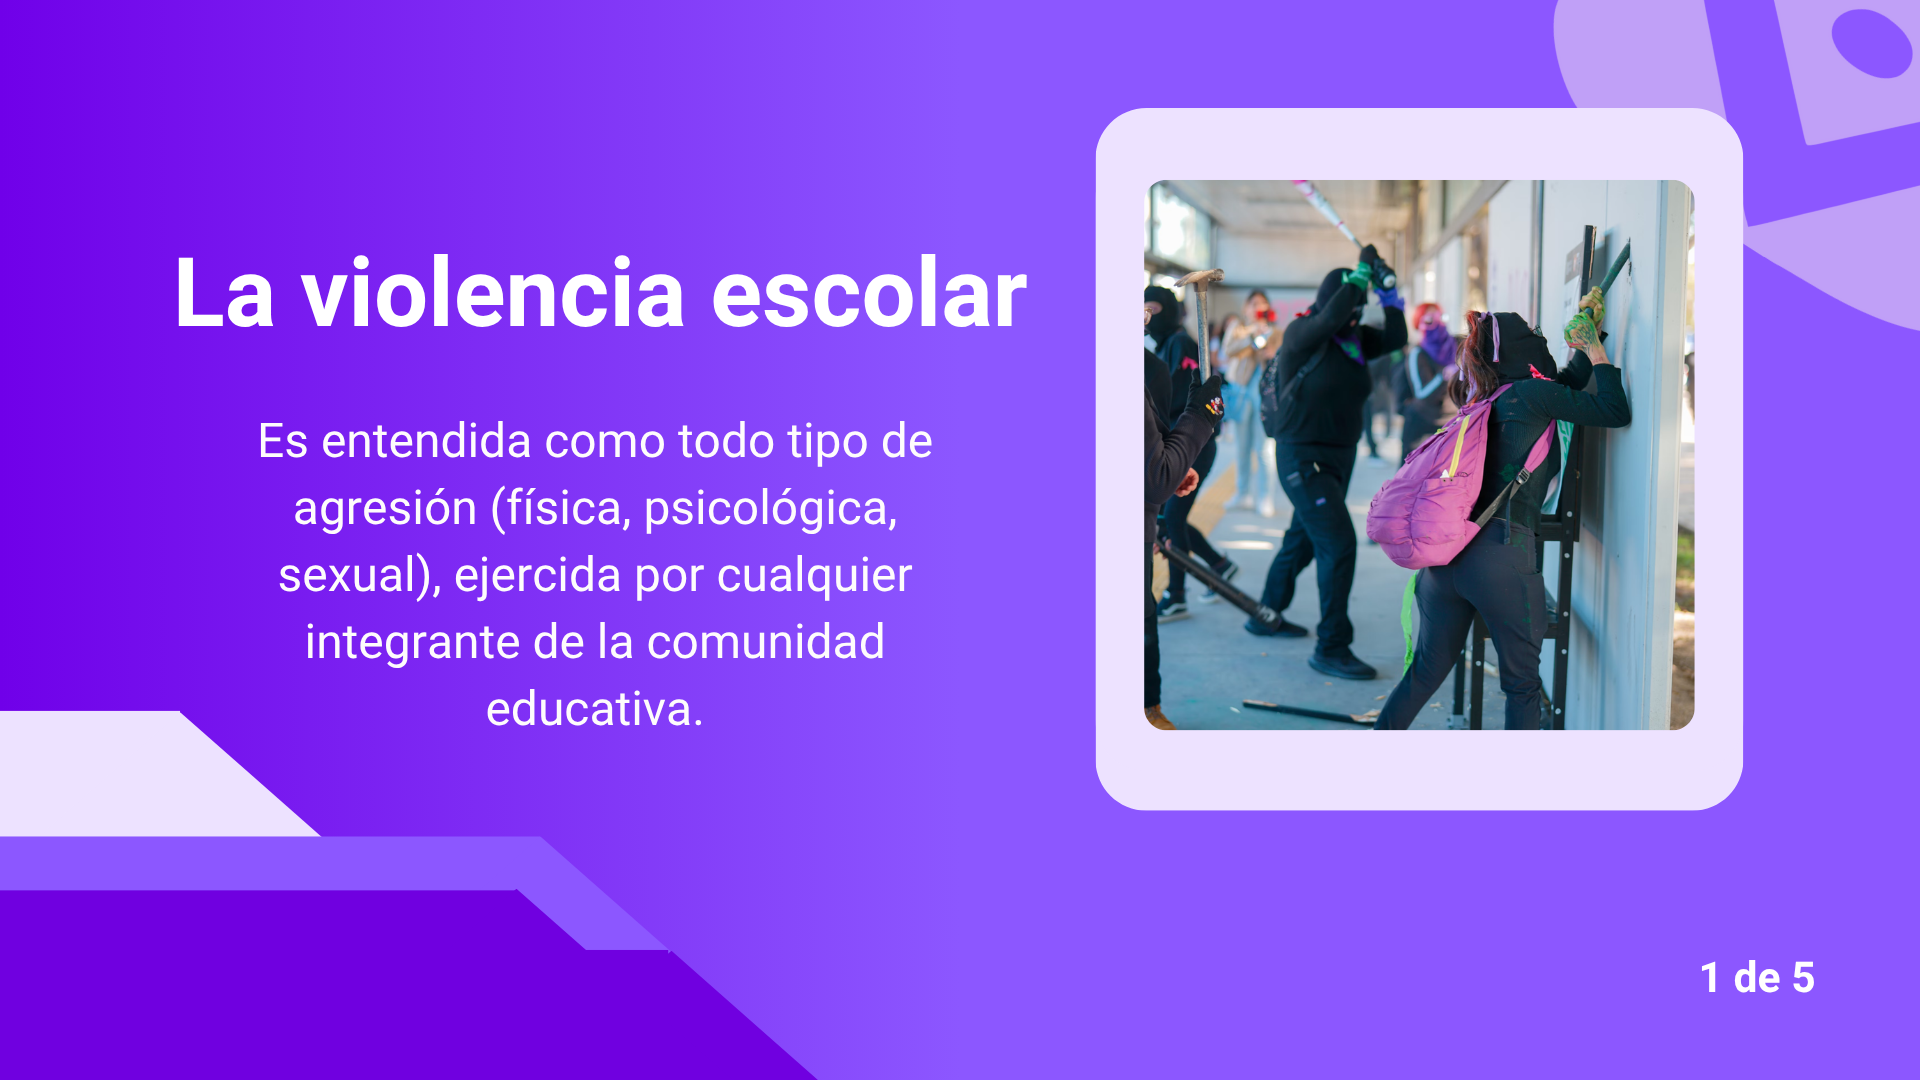 La violencia escolar
Es entendida como todo tipo de
agresión (física, psicológica,
sexual), ejercida por cualquier
integrante de la comunidad
educativa.
1 de 5